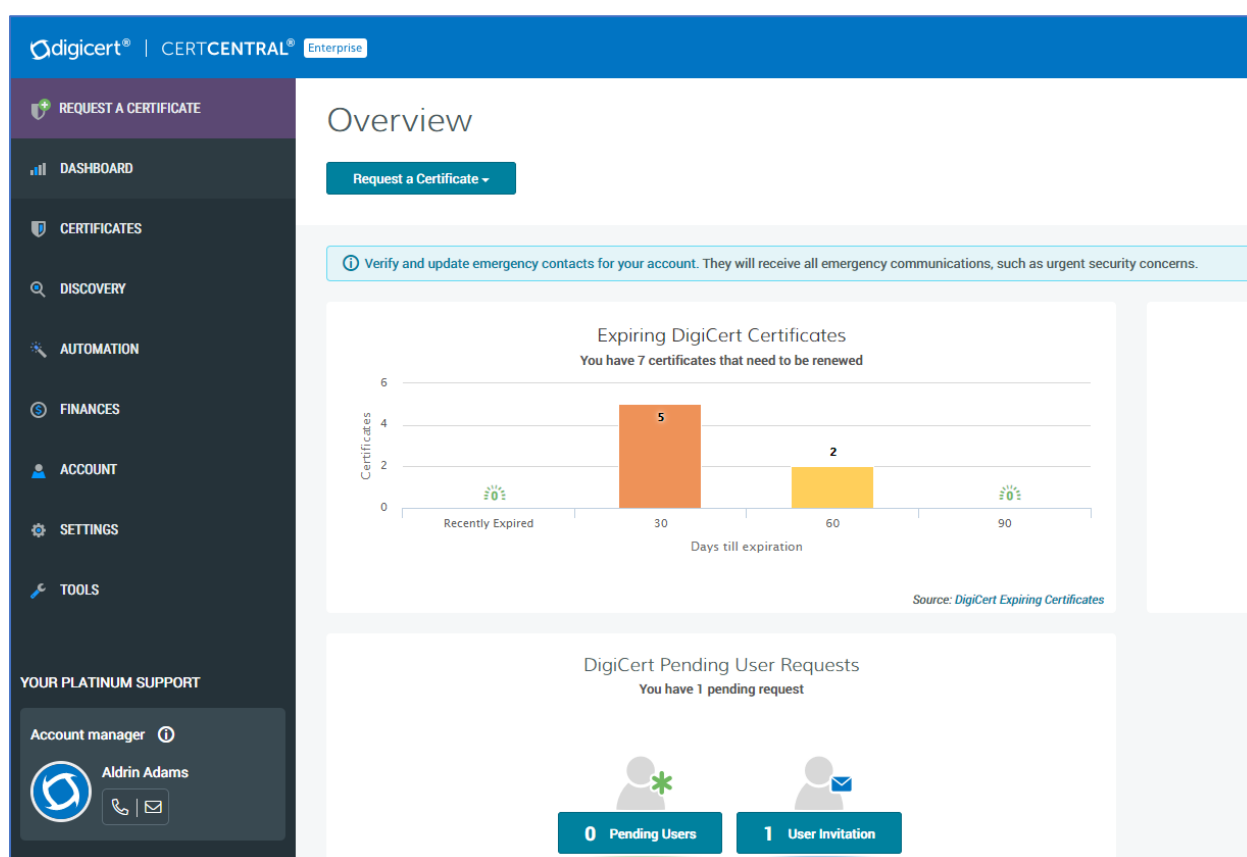 digicert® | CERTCENTRAL® Enterprise
REQUEST A CERTIFICATE
DASHBOARD
CERTIFICATES
DISCOVERY
AUTOMATION
FINANCES
ACCOUNT
SETTINGS
TOOLS
YOUR PLATINUM SUPPORT
Account manager
Aldrin Adams
Overview
Request a Certificate
Verify and update emergency contacts for your account. They will receive all emergency communications, such as urgent security concerns.
Expiring DigiCert Certificates
You have 7 certificates that need to be renewed
Certificates
6
4
2
0
0
5
2
0
Recently Expired 30 60 90
Days till expiration
Source: DigiCert Expiring Certificates
DigiCert Pending User Requests
You have 1 pending request
0 Pending Users
1 User Invitation